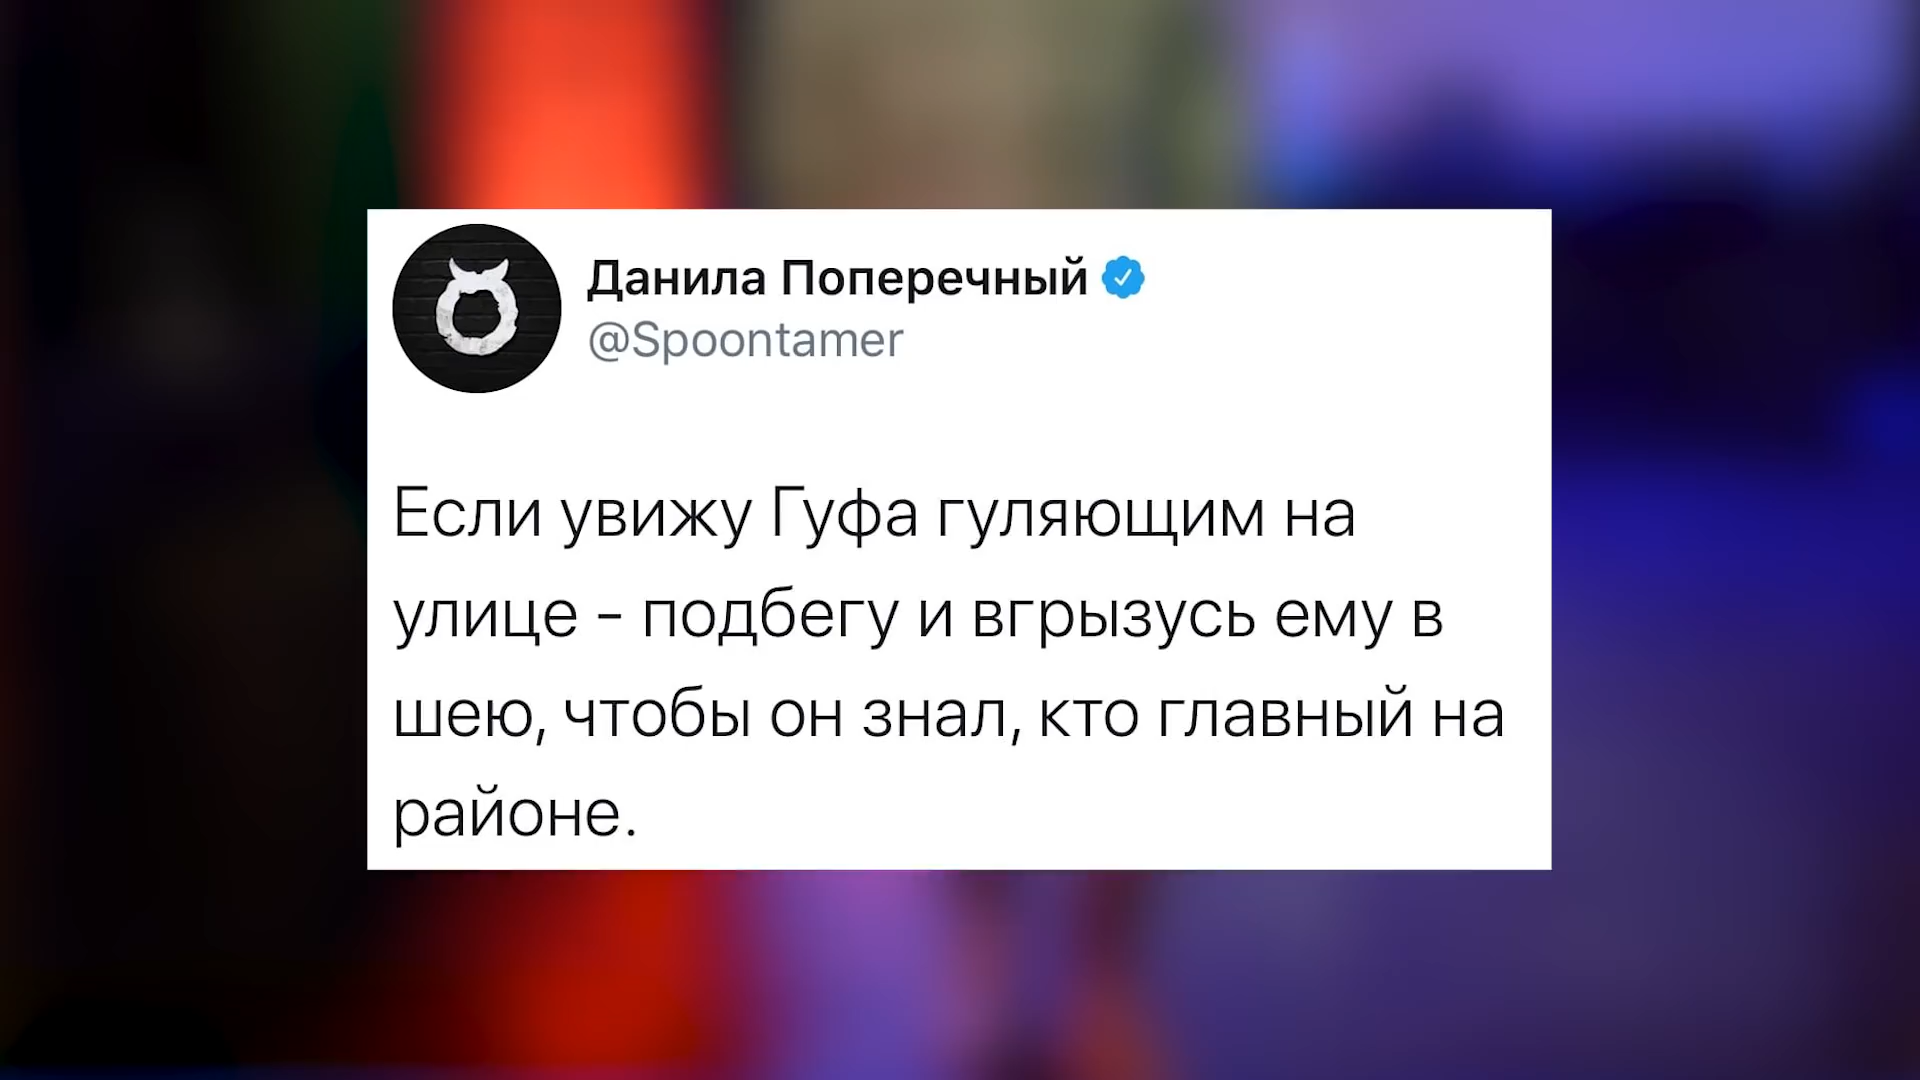 Данила Поперечный
@Spoontamer
Если увижу Гуфа гуляющим на
улице - подбегу и вгрызусь ему в
шею, чтобы он знал, кто главный на
районе.